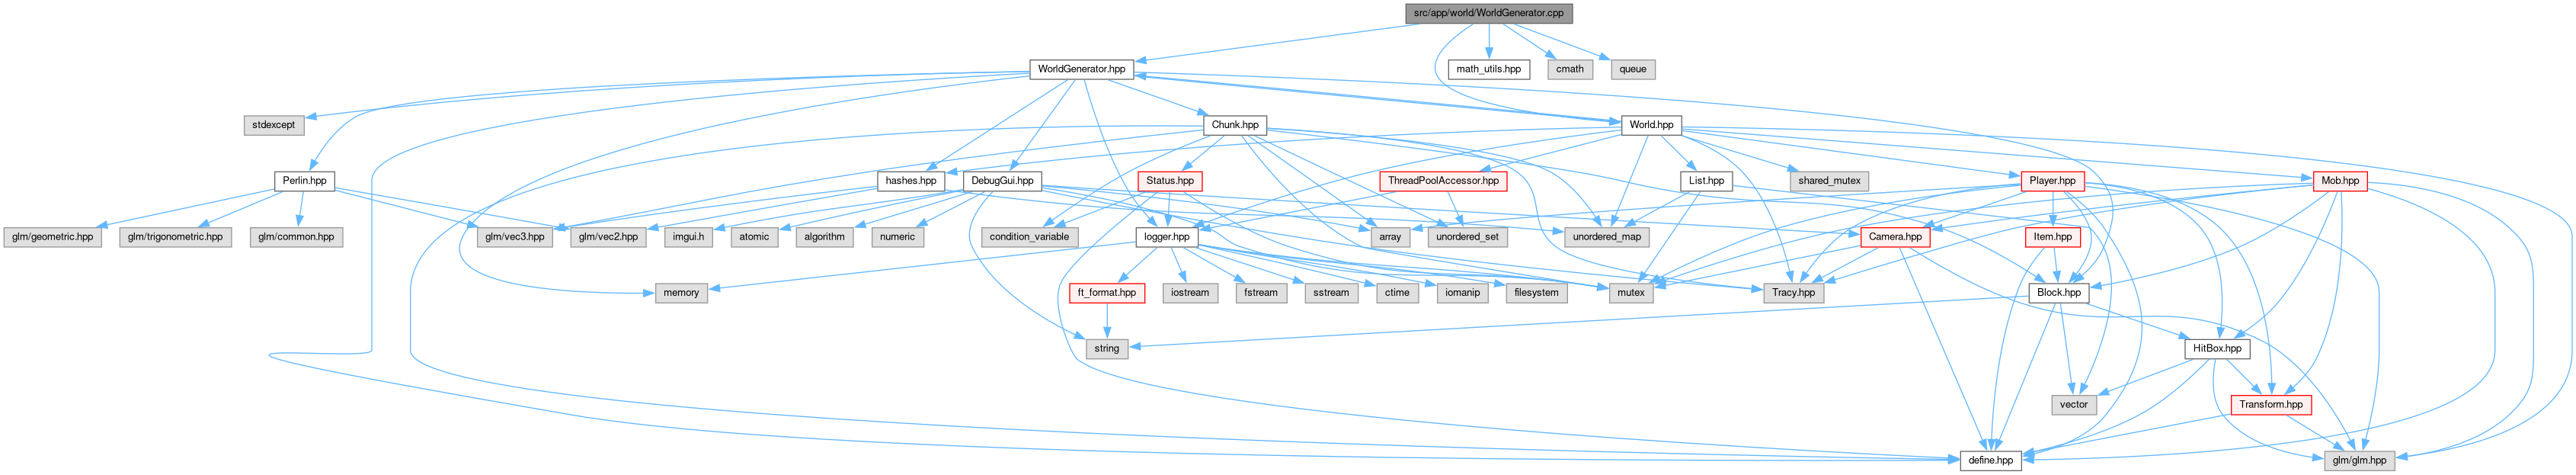 src/app/world/WorldGenerator.cpp
WorldGenerator.hpp
math_utils.hpp
cmath
queue
stdexcept
Chunk.hpp
World.hpp
Perlin.hpp
hashes.hpp
DebugGui.hpp
Status.hpp
ThreadPoolAccessor.hpp
List.hpp
shared_mutex
Player.hpp
Mob.hpp
glm/geometric.hpp
glm/trigonometric.hpp
glm/common.hpp
glm/vec3.hpp
glm/vec2.hpp
imgui.h
atomic
algorithm
numeric
condition_variable
logger.hpp
array
unordered_set
unordered_map
Camera.hpp
Item.hpp
memory
ft_format.hpp
iostream
fstream
sstream
ctime
iomanip
filesystem
mutex
Tracy.hpp
Block.hpp
string
HitBox.hpp
vector
Transform.hpp
define.hpp
glm/glm.hpp